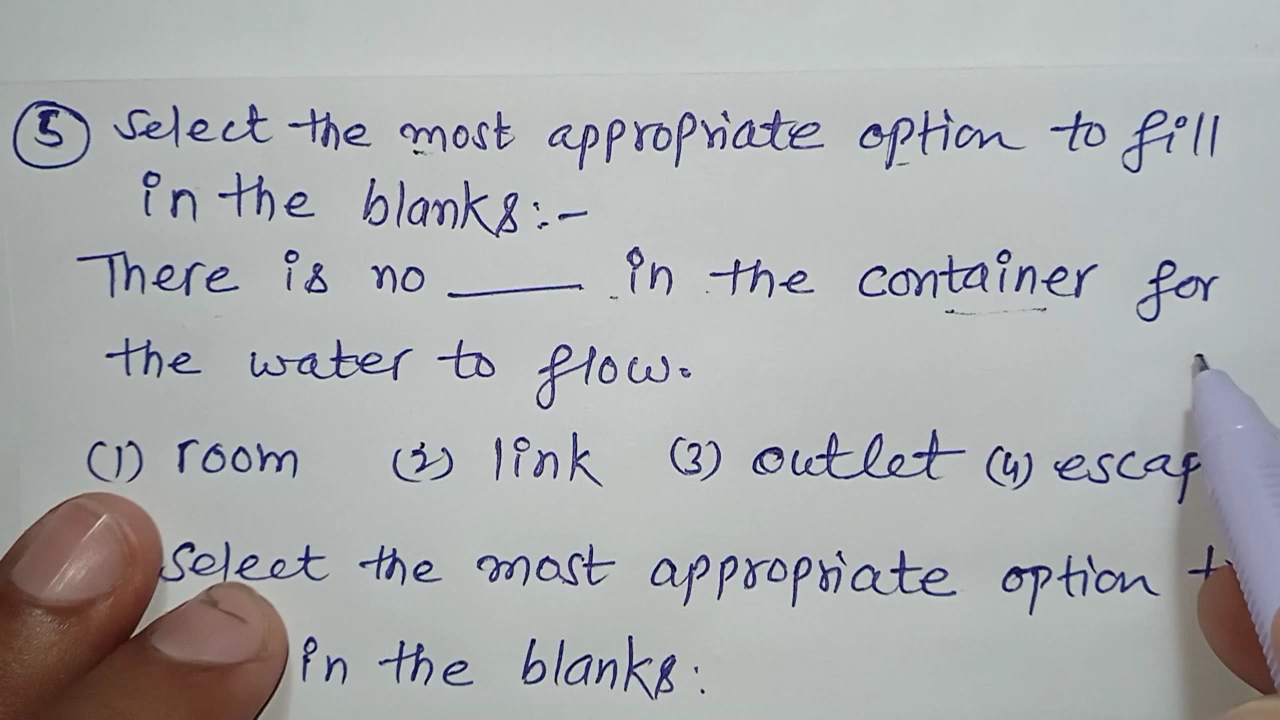 5 Select the most appropriate option to fill
in the blanks:-
There is no ____ in the container for
the water to flow.
(1) room (2) link (3) outlet (4) escap
Select the most appropriate option t
in the blanks: